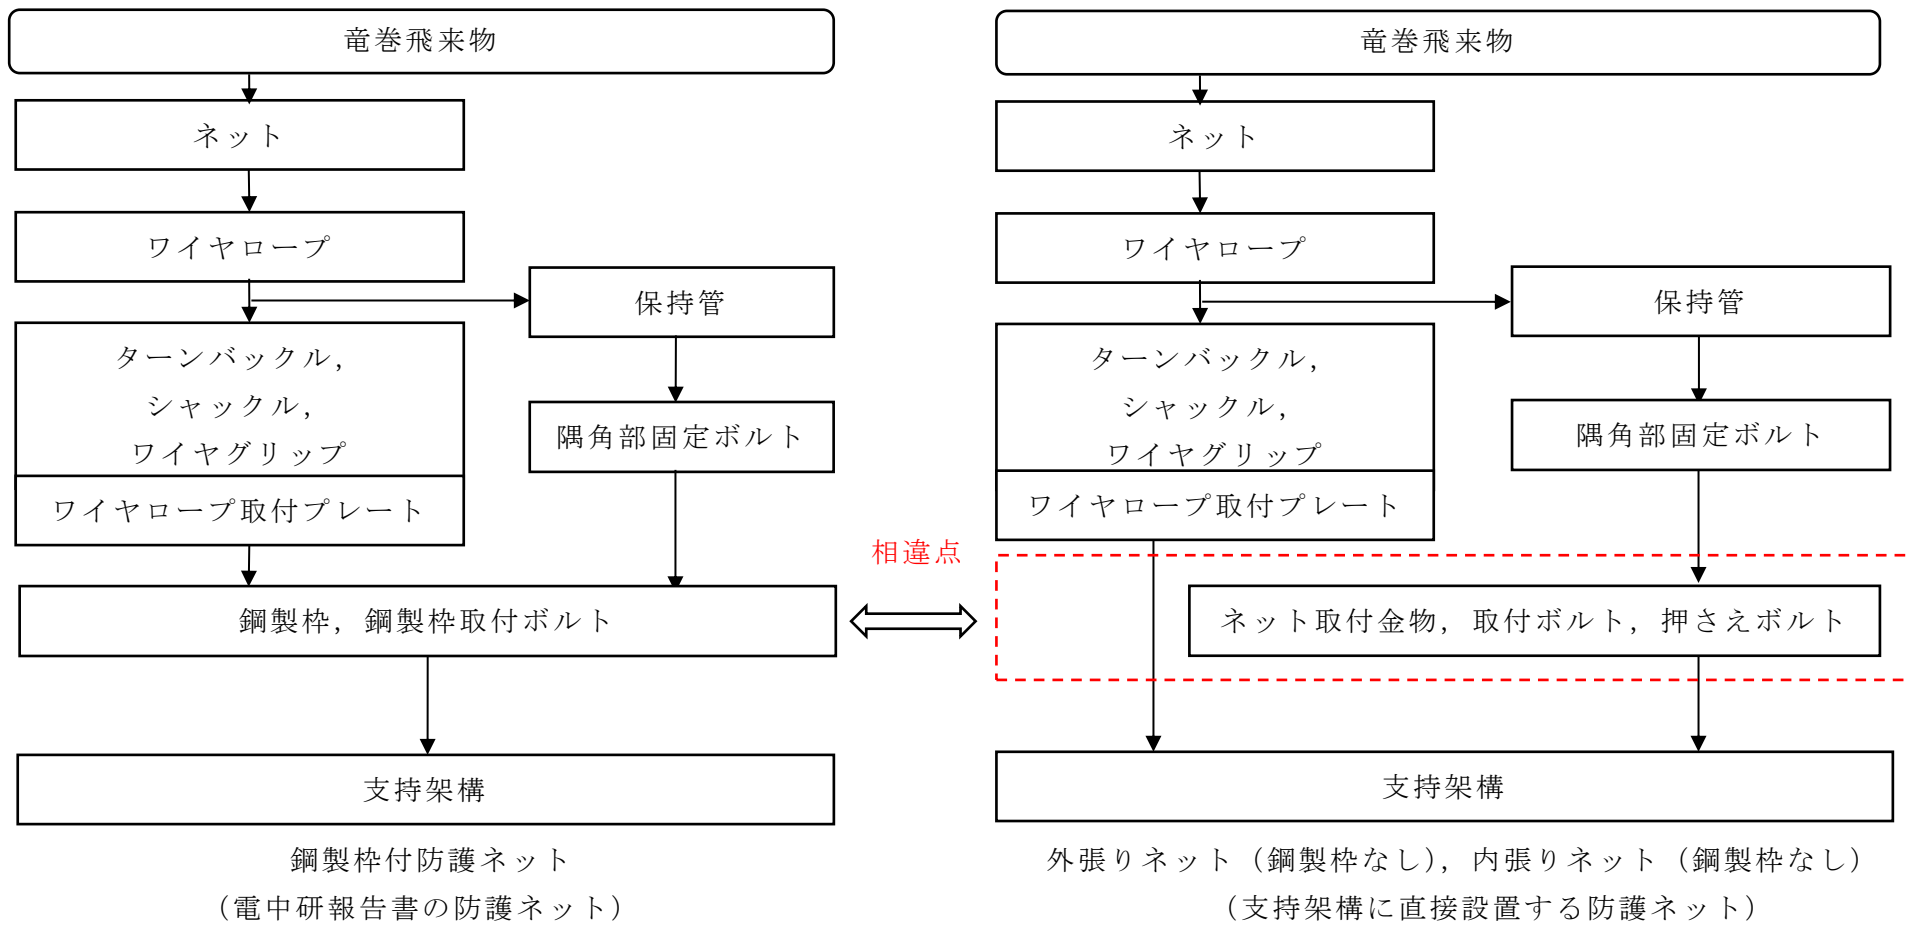 竜巻飛来物
ネット
ワイヤロープ
保持管
ターンバックル，
シャックル，
ワイヤグリップ
隅角部固定ボルト
ワイヤロープ取付プレート
鋼製枠，鋼製枠取付ボルト
支持架構
鋼製枠付防護ネット
（電中研報告書の防護ネット）
相違点
竜巻飛来物
ネット
ワイヤロープ
保持管
ターンバックル，
シャックル，
ワイヤグリップ
隅角部固定ボルト
ワイヤロープ取付プレート
ネット取付金物，取付ボルト，押さえボルト
支持架構
外張りネット（鋼製枠なし），内張りネット（鋼製枠なし）
（支持架構に直接設置する防護ネット）